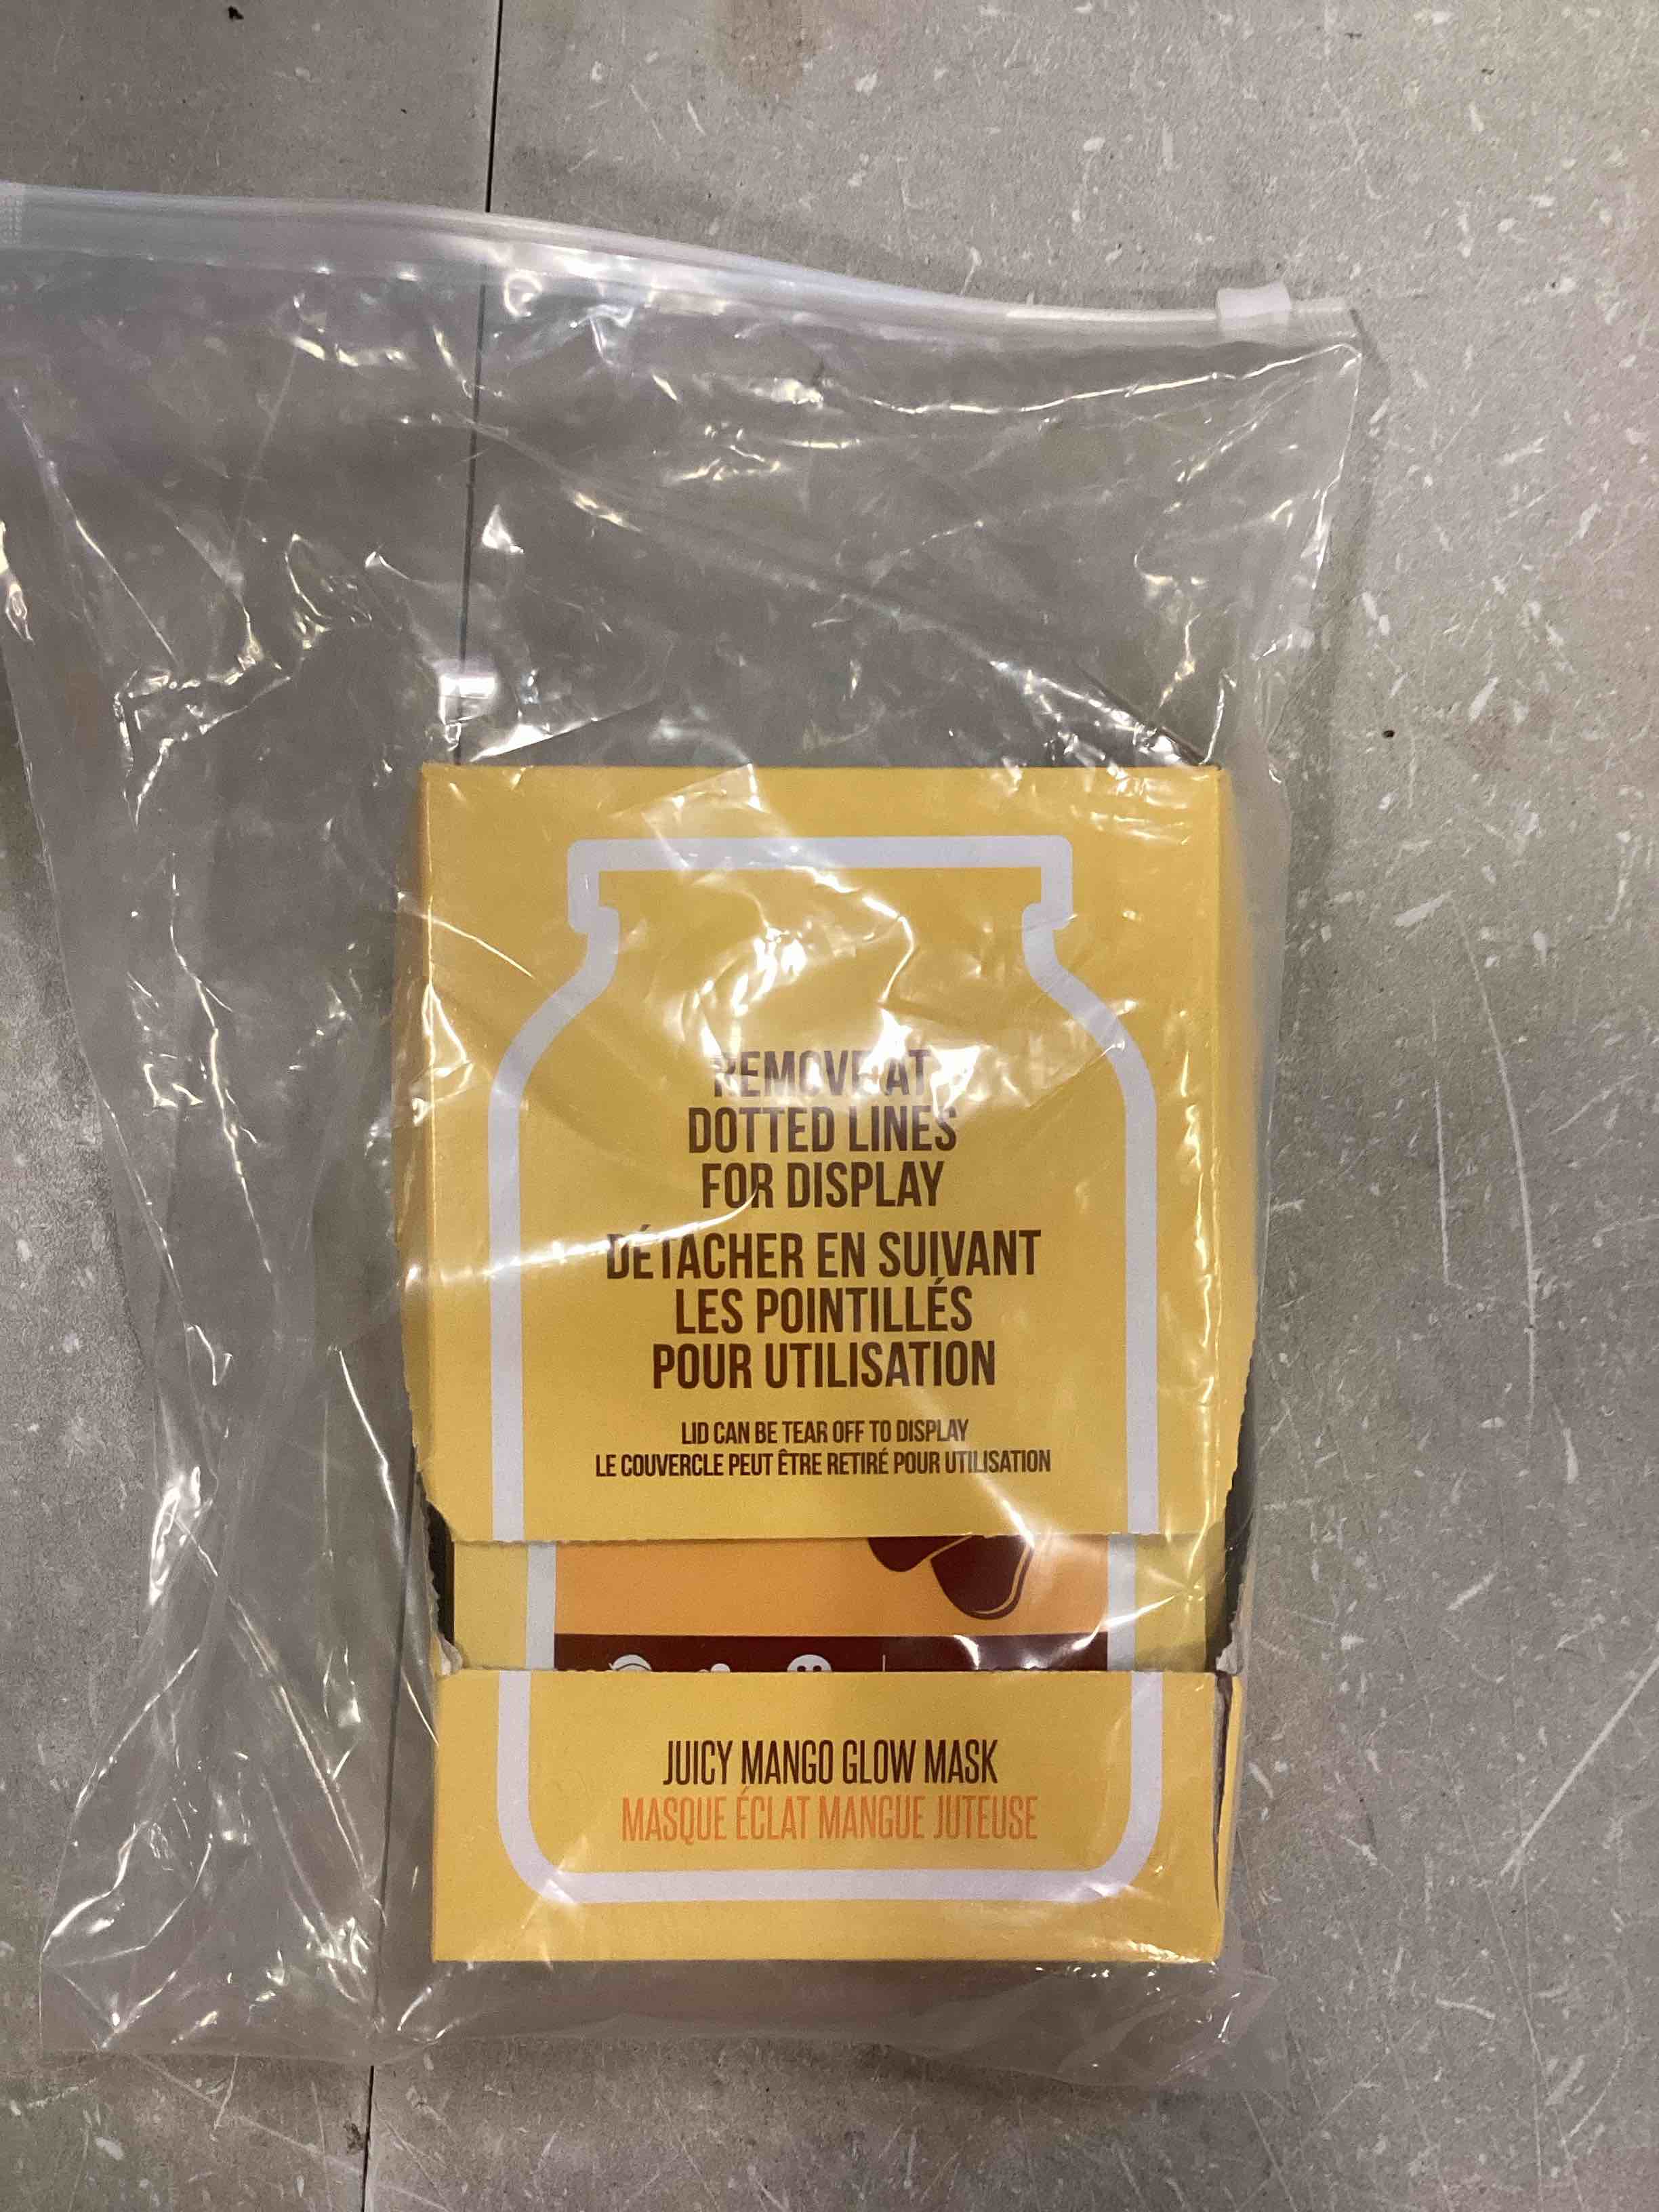 REMOVE AT
DOTTED LINES
FOR DISPLAY
DÉTACHER EN SUIVANT
LES POINTILLÉS
POUR UTILISATION
LID CAN BE TEAR OFF TO DISPLAY
LE COUVERCLE PEUT ÊTRE RETIRÉ POUR UTILISATION
JUICY MANGO GLOW MASK
MASQUE ÉCLAT MANGUE JUTEUSE